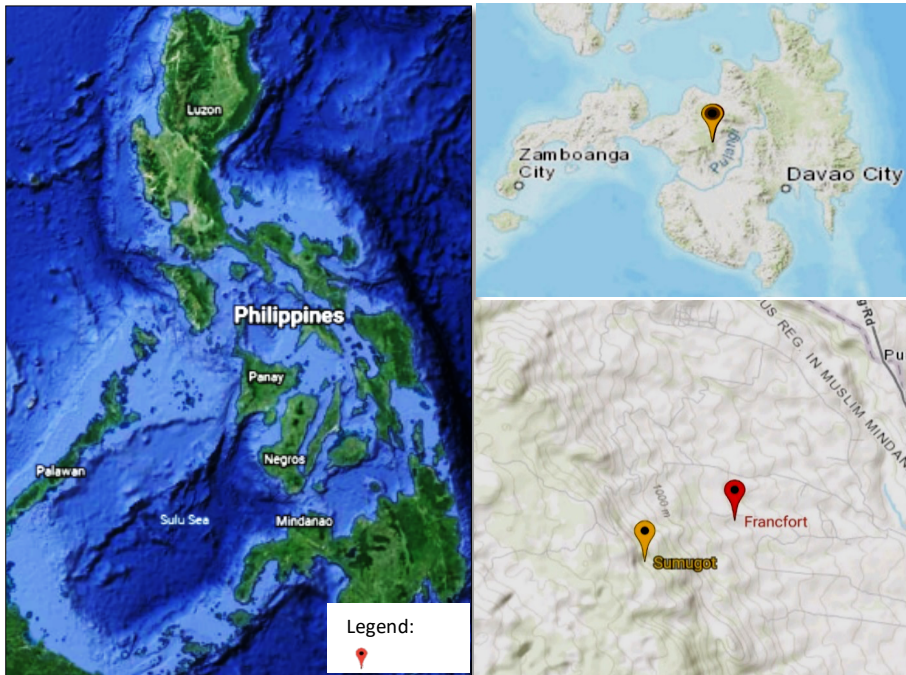 Luzon
Philippines
Panay
Negros
Palawan
Sulu Sea
Mindanao
Legend:
Zamboanga
City
Pulangi
Davao City
US REG. IN MUSLIM MINDAN
g Rd
Pu
1000 m
Francfort
Sumugot